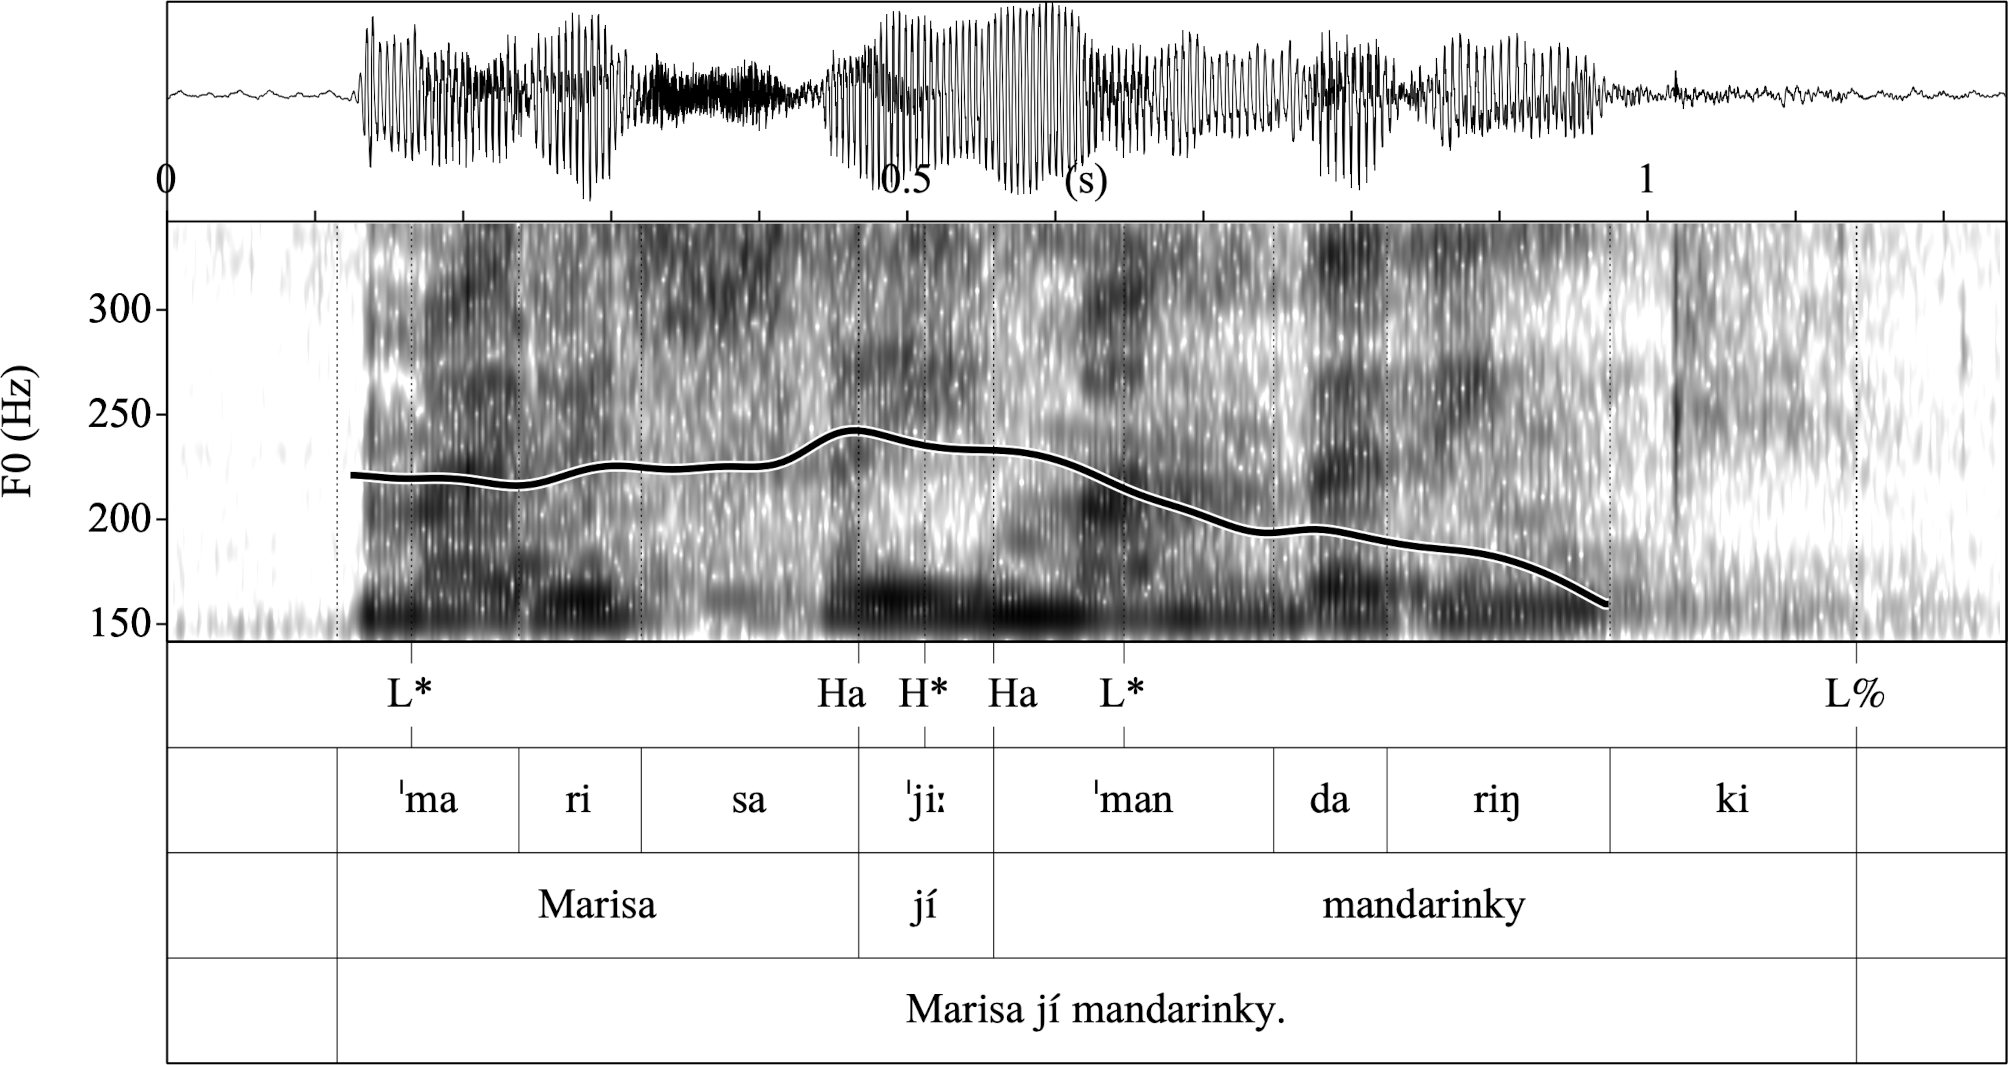 0 0.5 (s) 1
F0 (Hz)
300
250
200
150
L* Ha H* Ha L* L%
ˈma ri sa ˈjiː ˈman da riŋ ki
Marisa jí mandarinky
Marisa jí mandarinky.